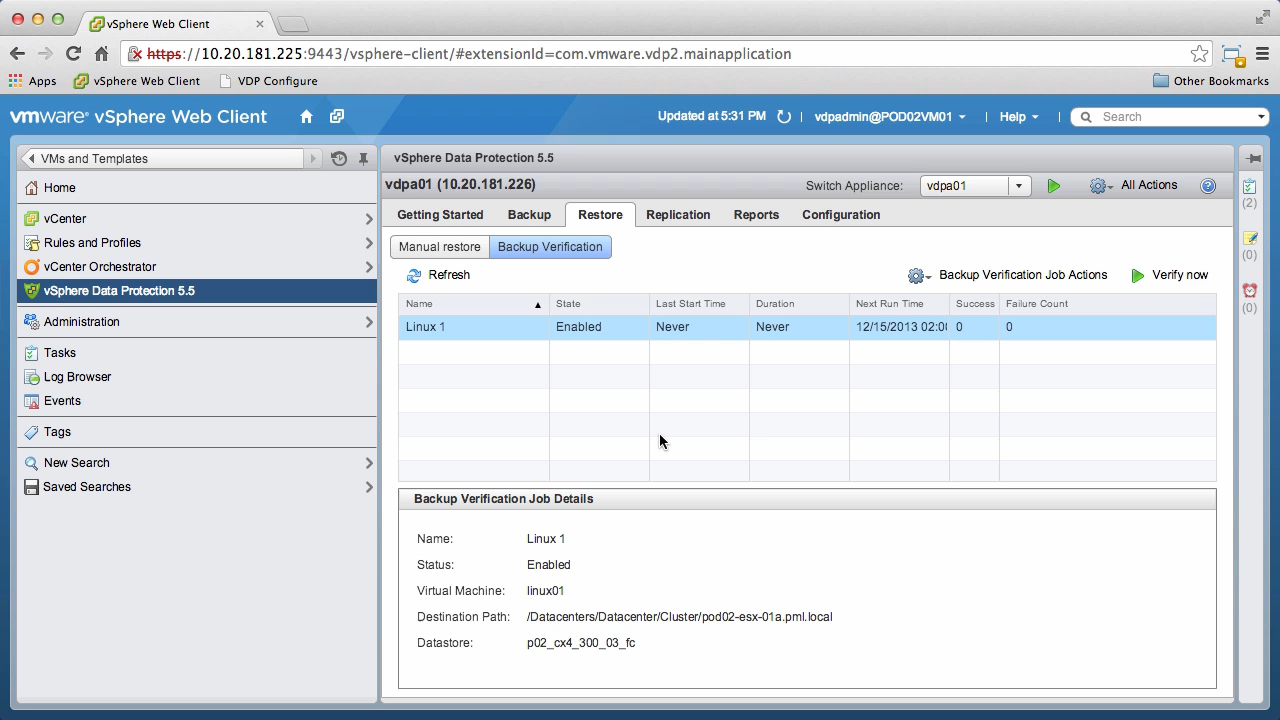 vSphere Web Client
https://10.20.181.225:9443/vsphere-client/#extensionId=com.vmware.vdp2.mainapplication
Apps vSphere Web Client VDP Configure Other Bookmarks
vmware® vSphere Web Client Updated at 5:31 PM vdpadmin@POD02VM01 Help Search
VMs and Templates
Home
vCenter
Rules and Profiles
vCenter Orchestrator
vSphere Data Protection 5.5
Administration
Tasks
Log Browser
Events
Tags
New Search
Saved Searches
vSphere Data Protection 5.5
vdpa01 (10.20.181.226) Switch Appliance: vdpa01 All Actions
Getting Started Backup Restore Replication Reports Configuration
Manual restore Backup Verification
Refresh Backup Verification Job Actions Verify now
Name State Last Start Time Duration Next Run Time Success Failure Count
Linux 1 Enabled Never Never 12/15/2013 02:00 0 0
Backup Verification Job Details
Name: Linux 1
Status: Enabled
Virtual Machine: linux01
Destination Path: /Datacenters/Datacenter/Cluster/pod02-esx-01a.pml.local
Datastore: p02_cx4_300_03_fc
(2)
(0)
(0)